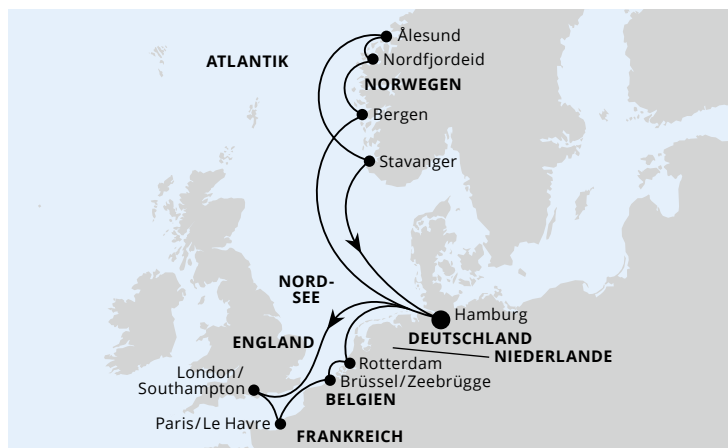 Ålesund
ATLANTIK
Nordfjordeid
NORWEGEN
Bergen
Stavanger
NORD-
SEE
Hamburg
ENGLAND
DEUTSCHLAND
NIEDERLANDE
London/
Southampton
Rotterdam
Brüssel/Zeebrügge
BELGIEN
Paris/Le Havre
FRANKREICH